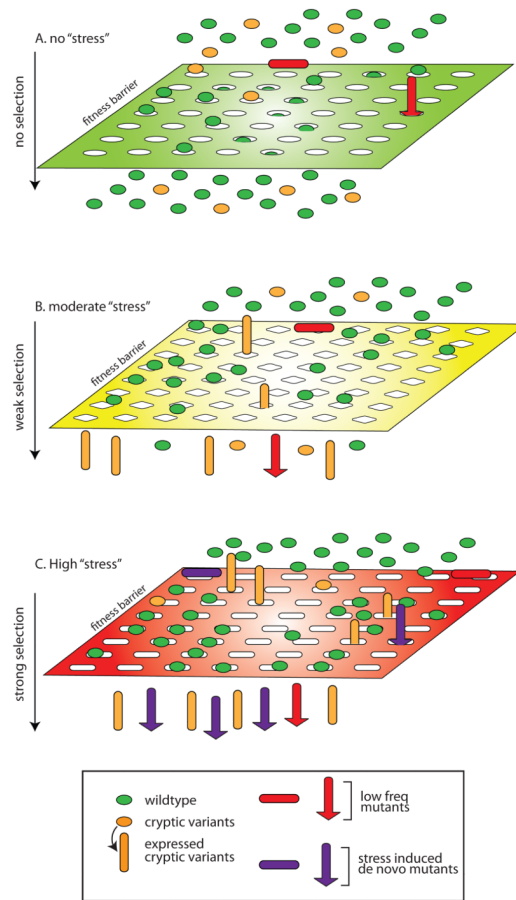 A. no "stress"
fitness barrier
no selection
B. moderate "stress"
fitness barrier
weak selection
C. High "stress"
fitness barrier
strong selection
wildtype
cryptic variants
expressed
cryptic variants
low freq
mutants
stress induced
de novo mutants